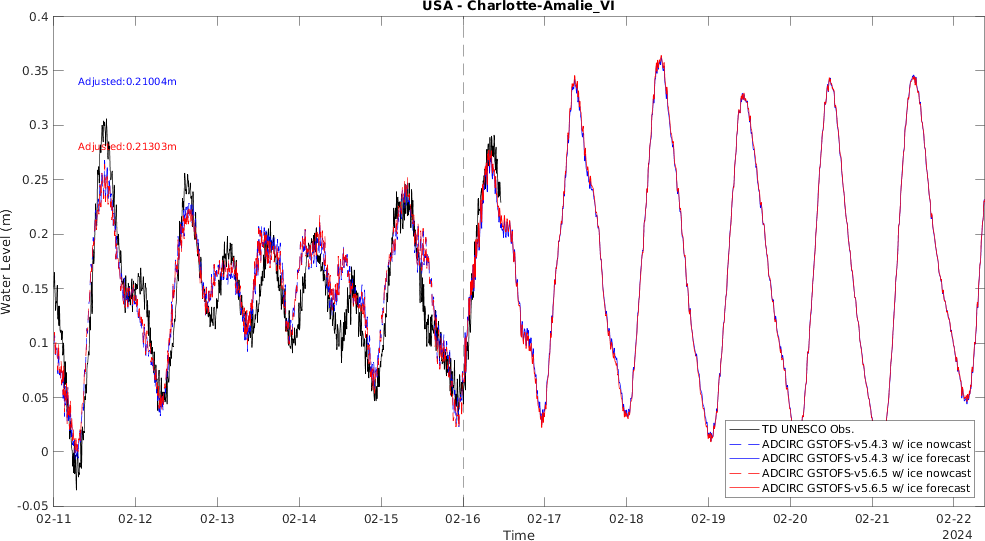 USA - Charlotte-Amalie_VI
0.4
0.35
0.3
0.25
0.2
0.15
0.1
0.05
0
-0.05
Water Level (m)
Adjusted:0.21004m
Adjusted:0.21303m
TD UNESCO Obs.
ADCIRC GSTOFS-v5.4.3 w/ ice nowcast
ADCIRC GSTOFS-v5.4.3 w/ ice forecast
ADCIRC GSTOFS-v5.6.5 w/ ice nowcast
ADCIRC GSTOFS-v5.6.5 w/ ice forecast
02-11 02-12 02-13 02-14 02-15 02-16 02-17 02-18 02-19 02-20 02-21 02-22
2024
Time